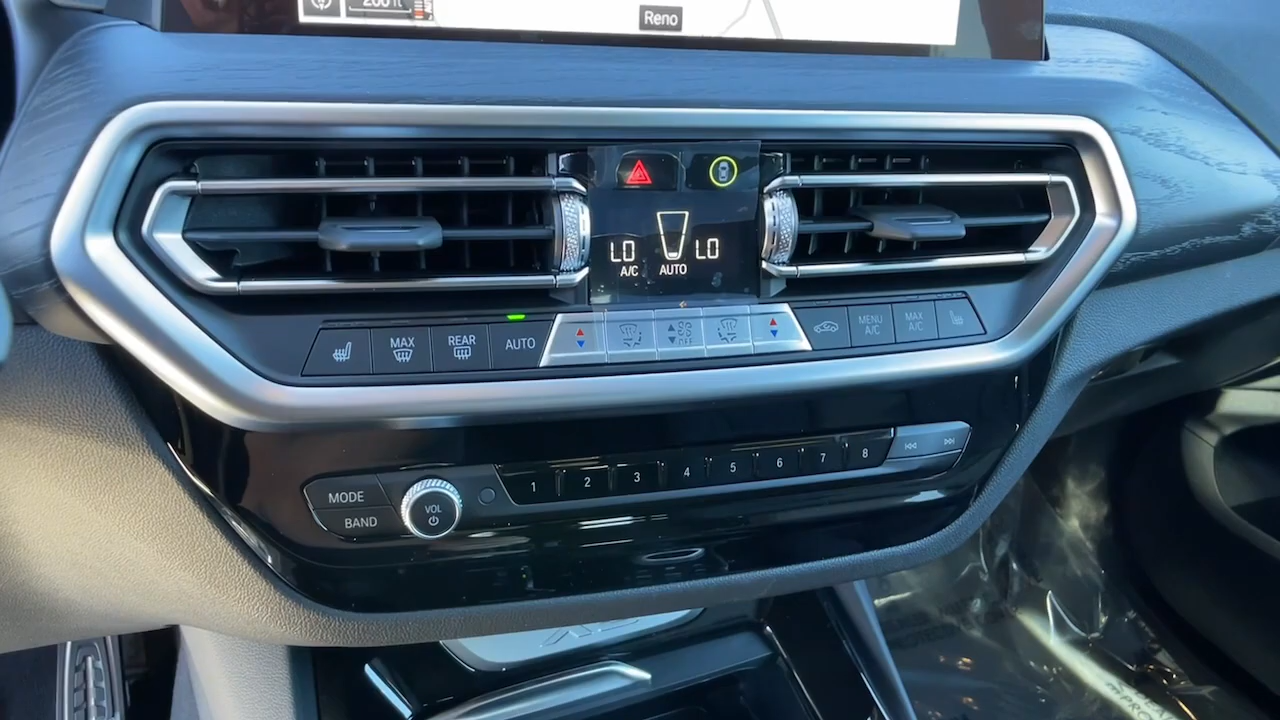 200 ft
Reno
LO
LO
A/C
AUTO
MAX
REAR
AUTO
OFF
MENU
A/C
MAX
A/C
MODE
BAND
VOL
1 2 3 4 5 6 7 8